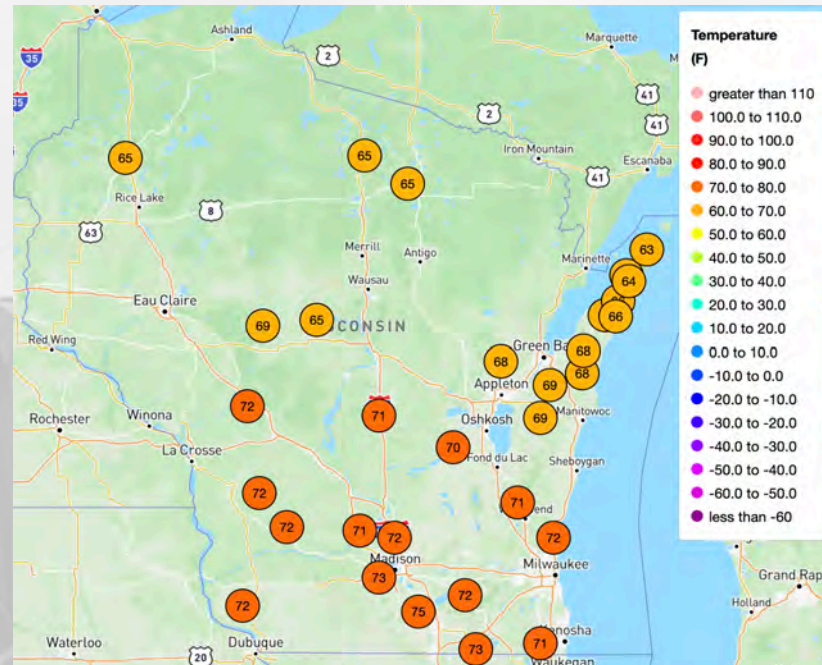 Ashland
Marquette
35
2
41
2
41
35
Iron Mountain
Escanaba
65
65
65
41
Rice Lake
8
63
Merrill
Antigo
Marinette
63
Wausau
64
Eau Claire
66
69
65
Red Wing
68
68
Green Ba
68
Appleton
69
72
71
69
Manitowoc
Rochester
Winona
Oshkosh
La Crosse
70
Fond du Lac
Sheboygan
72
71
72
71
72
72
Madison
Milwaukee
73
72
72
75
71
73
Waterloo
20
Dubuque
Waukegan
Grand Rap
Holland
Temperature
(F)
greater than 110
100.0 to 110.0
90.0 to 100.0
80.0 to 90.0
70.0 to 80.0
60.0 to 70.0
50.0 to 60.0
40.0 to 50.0
30.0 to 40.0
20.0 to 30.0
10.0 to 20.0
0.0 to 10.0
-10.0 to 0.0
-20.0 to -10.0
-30.0 to -20.0
-40.0 to -30.0
-50.0 to -40.0
-60.0 to -50.0
less than -60